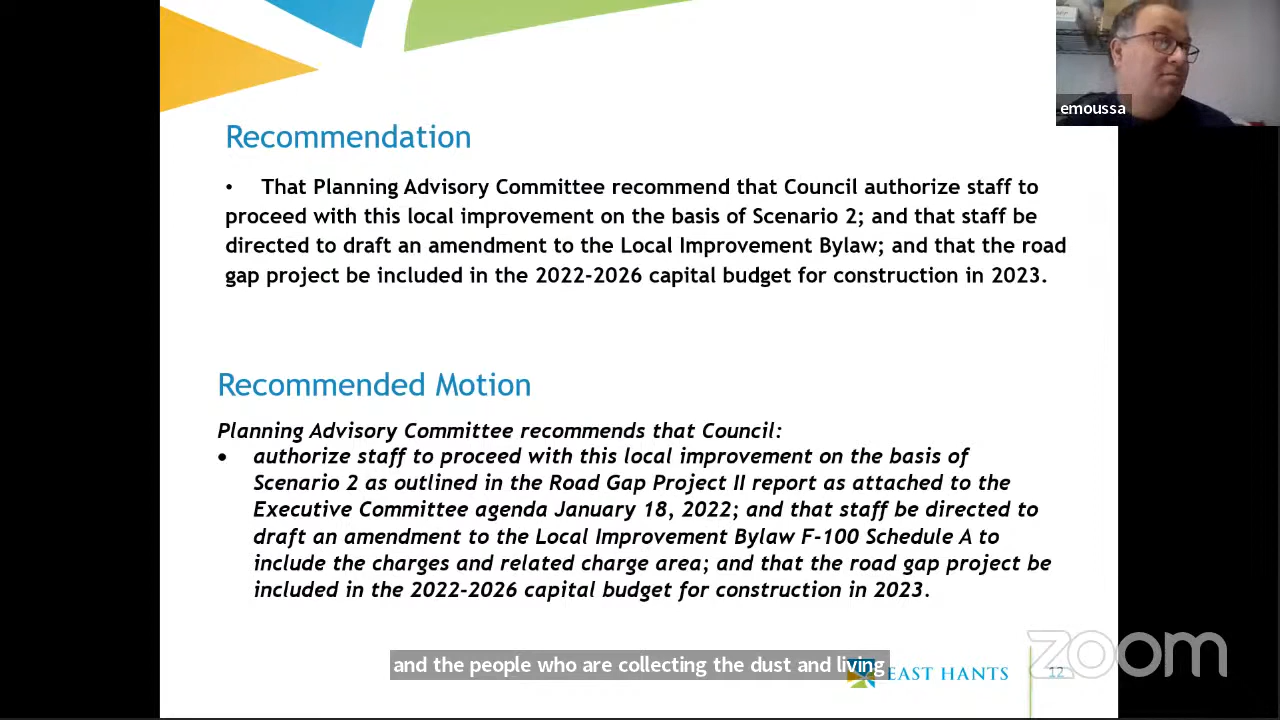 emoussa
Recommendation
• That Planning Advisory Committee recommend that Council authorize staff to
proceed with this local improvement on the basis of Scenario 2; and that staff be
directed to draft an amendment to the Local Improvement Bylaw; and that the road
gap project be included in the 2022-2026 capital budget for construction in 2023.
Recommended Motion
Planning Advisory Committee recommends that Council:
• authorize staff to proceed with this local improvement on the basis of
Scenario 2 as outlined in the Road Gap Project II report as attached to the
Executive Committee agenda January 18, 2022; and that staff be directed to
draft an amendment to the Local Improvement Bylaw F-100 Schedule A to
include the charges and related charge area; and that the road gap project be
included in the 2022-2026 capital budget for construction in 2023.
and the people who are collecting the dust and living
EAST HANTS
12
zoom